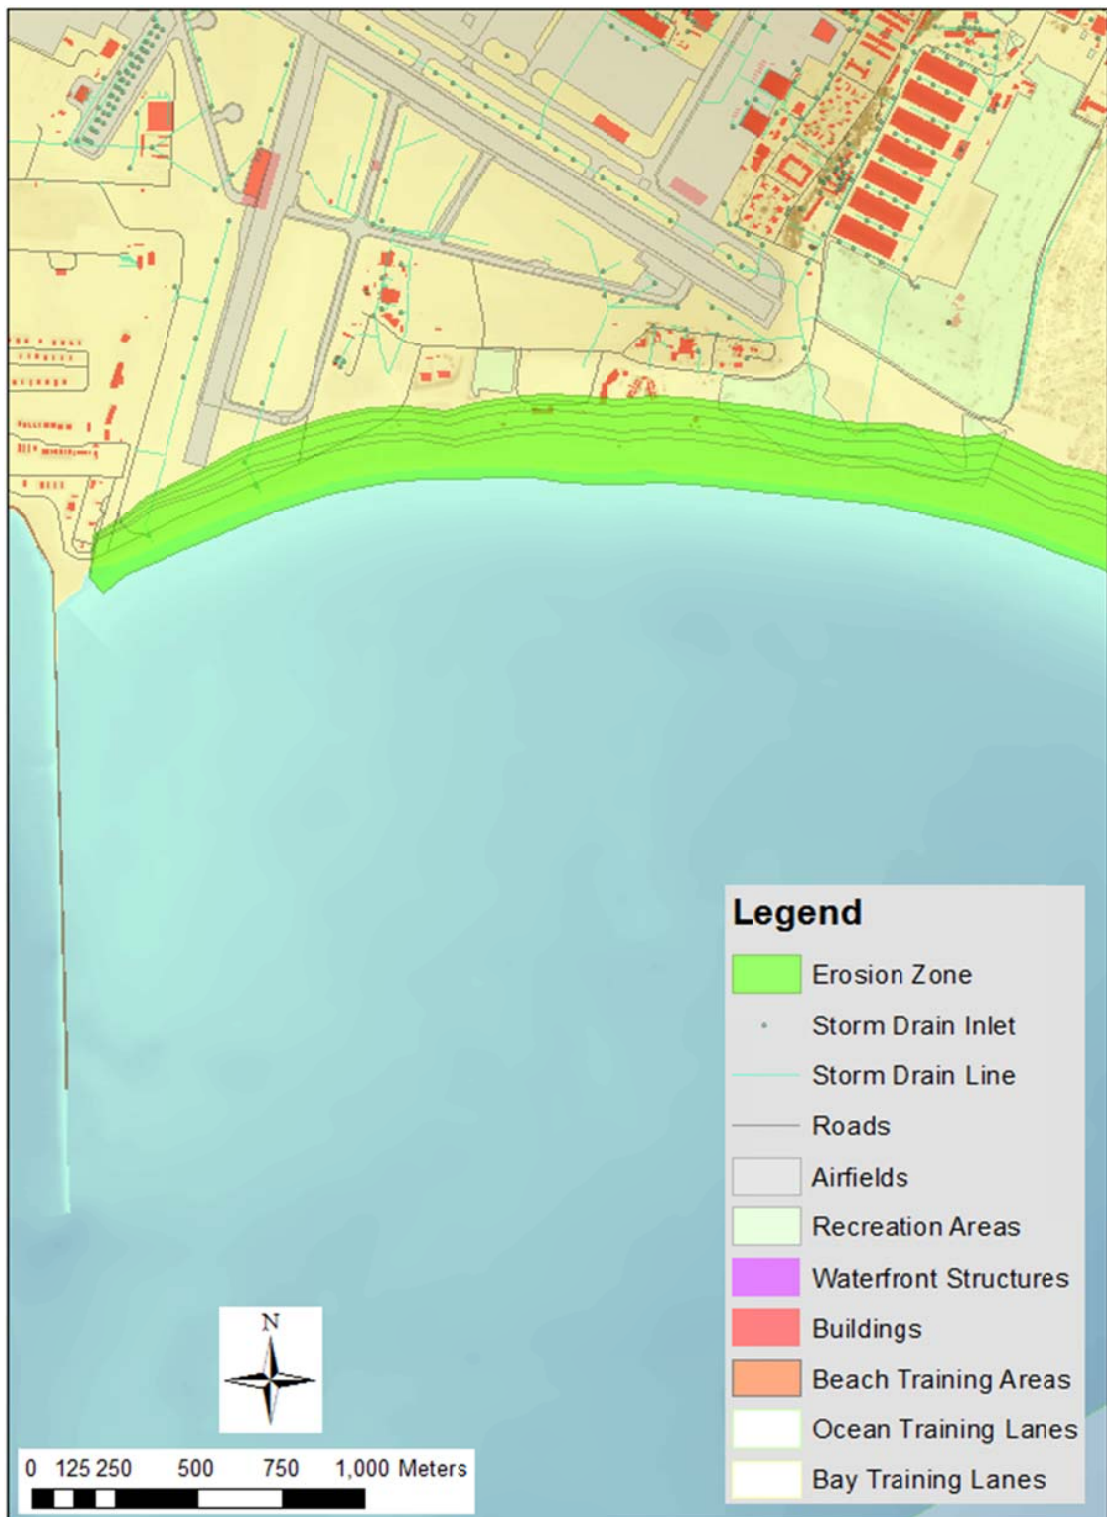 Legend
Erosion Zone
Storm Drain Inlet
Storm Drain Line
Roads
Airfields
Recreation Areas
Waterfront Structures
Buildings
Beach Training Areas
Ocean Training Lanes
Bay Training Lanes
N
0 125 250 500 750 1,000 Meters